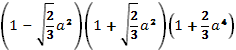 (1 − √(2/3) a²) (1 + √(2/3) a²) (1 + 2/3 a⁴)